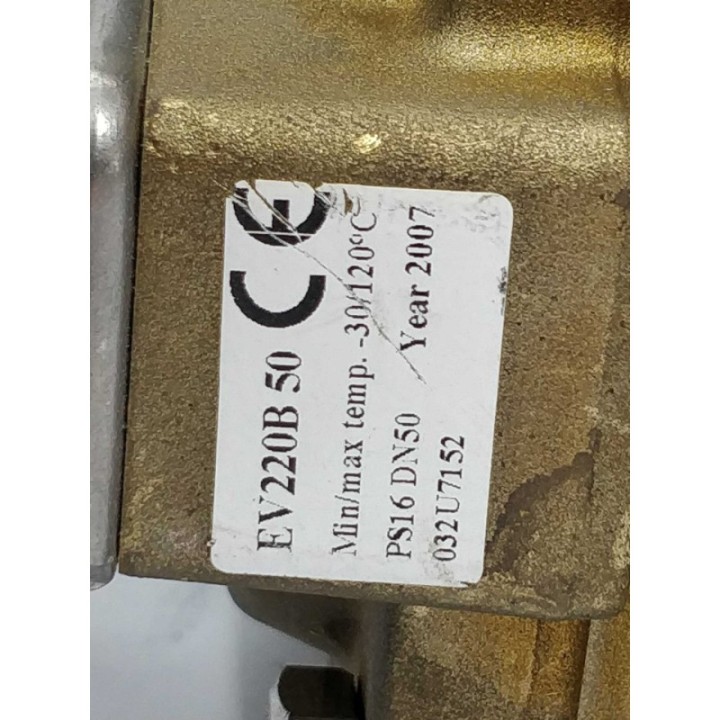 EV220B 50 CE
Min/max temp. -30/120°C
PS16 DN50 Year 2007
032U7152